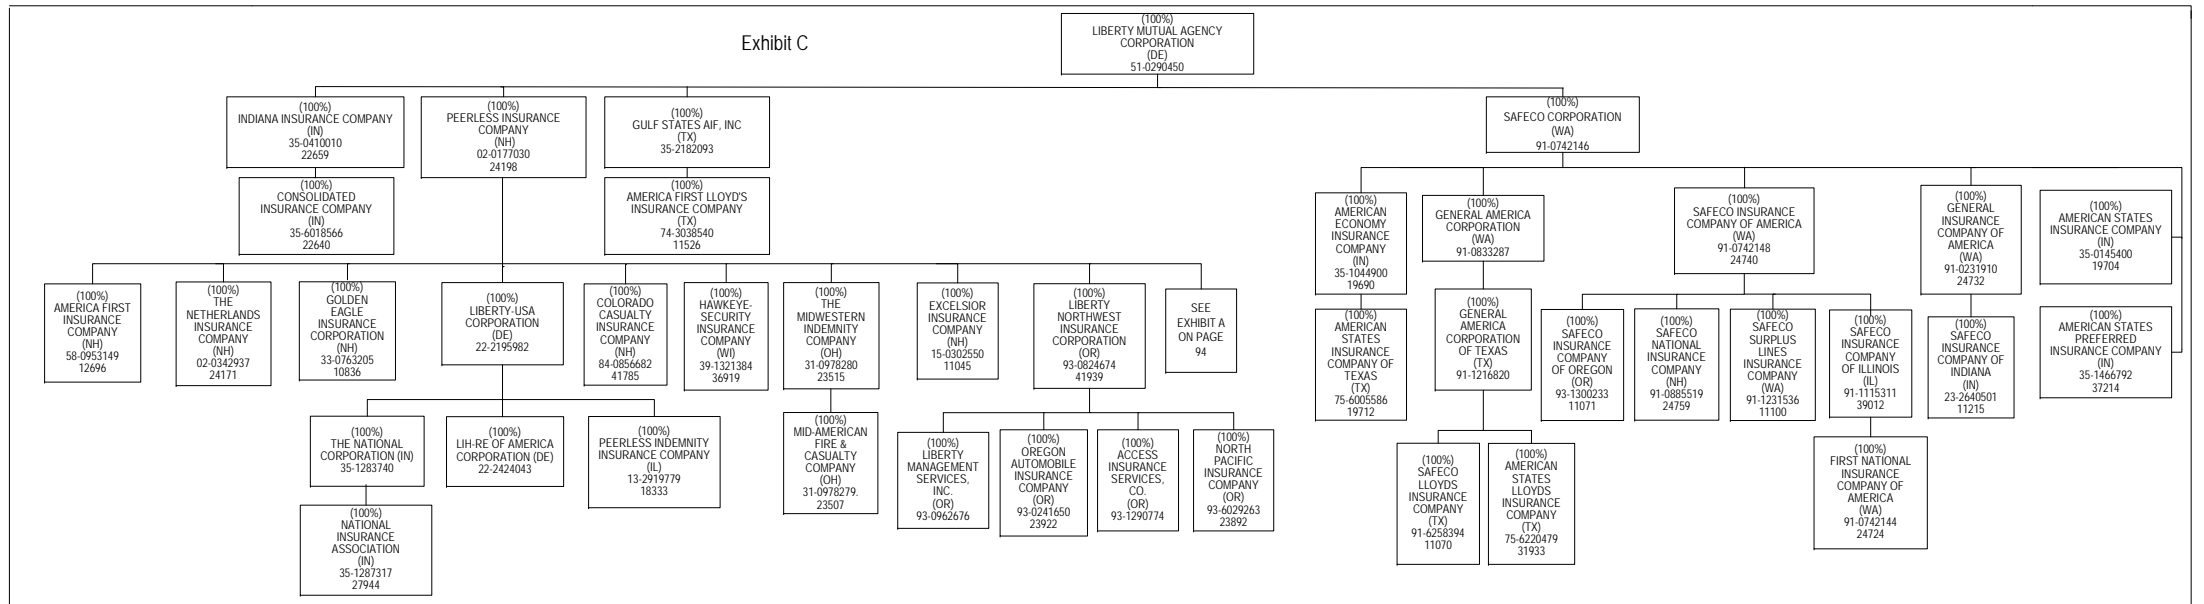 Exhibit C
(100%)
LIBERTY MUTUAL AGENCY
CORPORATION
(DE)
51-0290450
(100%)
INDIANA INSURANCE COMPANY
(IN)
35-0410010
22659
(100%)
PEERLESS INSURANCE
COMPANY
(NH)
02-0177030
24198
(100%)
GULF STATES AIF, INC
(TX)
35-2182093
(100%)
SAFECO CORPORATION
(WA)
91-0742146
(100%)
CONSOLIDATED
INSURANCE COMPANY
(IN)
35-6018566
22640
(100%)
AMERICA FIRST LLOYD'S
INSURANCE COMPANY
(TX)
74-3038540
11526
(100%)
AMERICAN
ECONOMY
INSURANCE
COMPANY
(IN)
35-1044900
19690
(100%)
GENERAL AMERICA
CORPORATION
(WA)
91-0833287
(100%)
SAFECO INSURANCE
COMPANY OF AMERICA
(WA)
91-0742148
24740
(100%)
GENERAL
INSURANCE
COMPANY OF
AMERICA
(WA)
91-0231910
24732
(100%)
AMERICAN STATES
INSURANCE COMPANY
(IN)
35-0145400
19704
(100%)
AMERICA FIRST
INSURANCE
COMPANY
(NH)
58-0953149
12696
(100%)
THE
NETHERLANDS
INSURANCE
COMPANY
(NH)
02-0342937
24171
(100%)
GOLDEN
EAGLE
INSURANCE
CORPORATION
(NH)
33-0763205
10836
(100%)
LIBERTY-USA
CORPORATION
(DE)
22-2195982
(100%)
COLORADO
CASUALTY
INSURANCE
COMPANY
(NH)
84-0856682
41785
(100%)
HAWKEYE-
SECURITY
INSURANCE
COMPANY
(WI)
39-1321384
36919
(100%)
THE
MIDWESTERN
INDEMNITY
COMPANY
(OH)
31-0978280
23515
(100%)
EXCELSIOR
INSURANCE
COMPANY
(NH)
15-0302550
11045
(100%)
LIBERTY
NORTHWEST
INSURANCE
CORPORATION
(OR)
93-0824674
41939
SEE
EXHIBIT A
ON PAGE
94
(100%)
AMERICAN
STATES
INSURANCE
COMPANY OF
TEXAS
(TX)
75-6005586
19712
(100%)
GENERAL
AMERICA
CORPORATION
OF TEXAS
(TX)
91-1216820
(100%)
SAFECO
INSURANCE
COMPANY
OF OREGON
(OR)
93-1300233
11071
(100%)
SAFECO
NATIONAL
INSURANCE
COMPANY
(NH)
91-0885519
24759
(100%)
SAFECO
SURPLUS
LINES
INSURANCE
COMPANY
(WA)
91-1231536
11100
(100%)
SAFECO
INSURANCE
COMPANY
OF ILLINOIS
(IL)
91-1115311
39012
(100%)
SAFECO
INSURANCE
COMPANY OF
INDIANA
(IN)
23-2640501
11215
(100%)
AMERICAN STATES
PREFERRED
INSURANCE COMPANY
(IN)
35-1466792
37214
(100%)
THE NATIONAL
CORPORATION (IN)
35-1283740
(100%)
LIH-RE OF AMERICA
CORPORATION (DE)
22-2424043
(100%)
PEERLESS INDEMNITY
INSURANCE COMPANY
(IL)
13-2919779
18333
(100%)
MID-AMERICAN
FIRE &
CASUALTY
COMPANY
(OH)
31-0978279.
23507
(100%)
LIBERTY
MANAGEMENT
SERVICES,
INC.
(OR)
93-0962676
(100%)
OREGON
AUTOMOBILE
INSURANCE
COMPANY
(OR)
93-0241650
23922
(100%)
ACCESS
INSURANCE
SERVICES,
CO.
(OR)
93-1290774
(100%)
NORTH
PACIFIC
INSURANCE
COMPANY
(OR)
93-6029263
23892
(100%)
SAFECO
LLOYDS
INSURANCE
COMPANY
(TX)
91-6258394
11070
(100%)
AMERICAN
STATES
LLOYDS
INSURANCE
COMPANY
(TX)
75-6220479
31933
(100%)
FIRST NATIONAL
INSURANCE
COMPANY OF
AMERICA
(WA)
91-0742144
24724
(100%)
NATIONAL
INSURANCE
ASSOCIATION
(IN)
35-1287317
27944